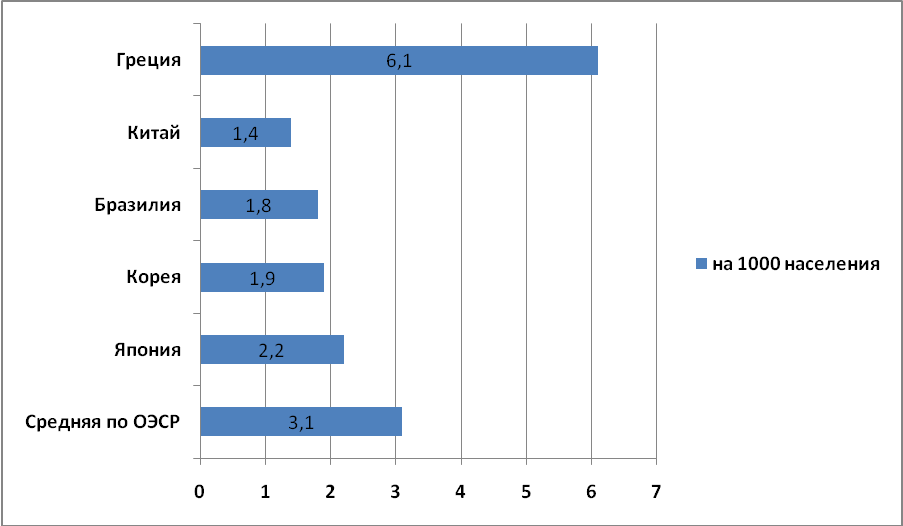 Греция 6,1
Китай 1,4
Бразилия 1,8
Корея 1,9
Япония 2,2
Средняя по ОЭСР 3,1
0 1 2 3 4 5 6 7
на 1000 населения